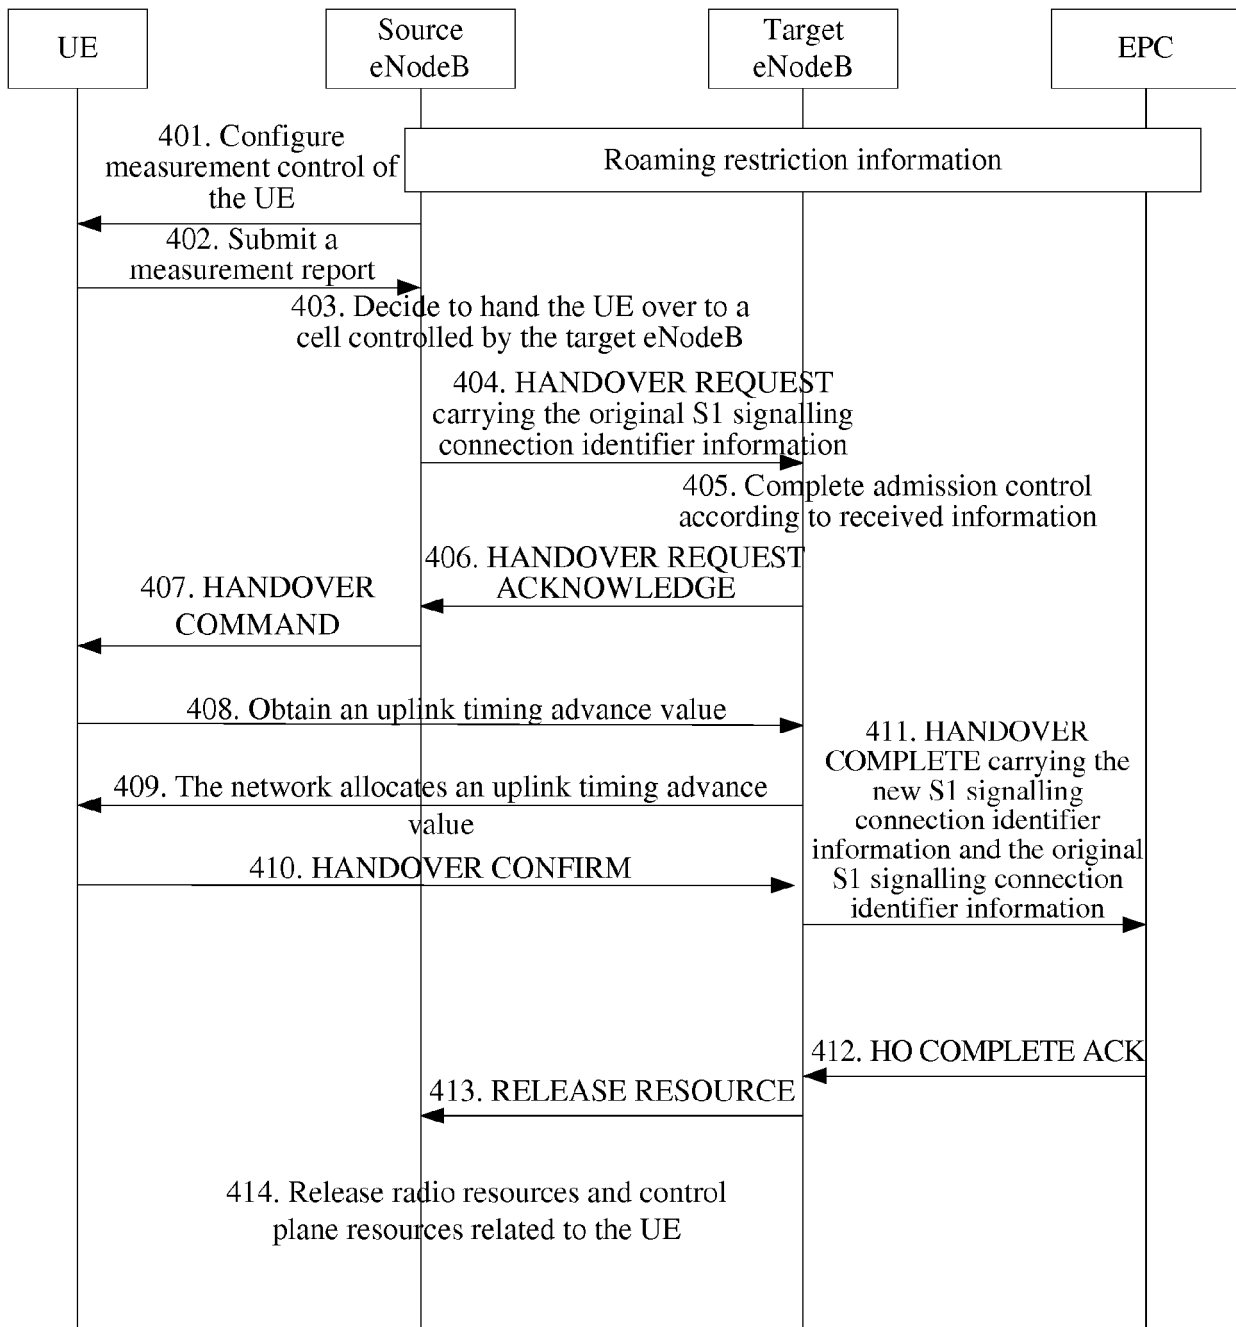 UE
Source
eNodeB
Target
eNodeB
EPC
401. Configure
measurement control of
the UE
Roaming restriction information
402. Submit a
measurement report
403. Decide to hand the UE over to a
cell controlled by the target eNodeB
404. HANDOVER REQUEST
carrying the original S1 signalling
connection identifier information
405. Complete admission control
according to received information
406. HANDOVER REQUEST
ACKNOWLEDGE
407. HANDOVER
COMMAND
408. Obtain an uplink timing advance value
409. The network allocates an uplink timing advance
value
410. HANDOVER CONFIRM
411. HANDOVER
COMPLETE carrying the
new S1 signalling
connection identifier
information and the original
S1 signalling connection
identifier information
412. HO COMPLETE ACK
413. RELEASE RESOURCE
414. Release radio resources and control
plane resources related to the UE